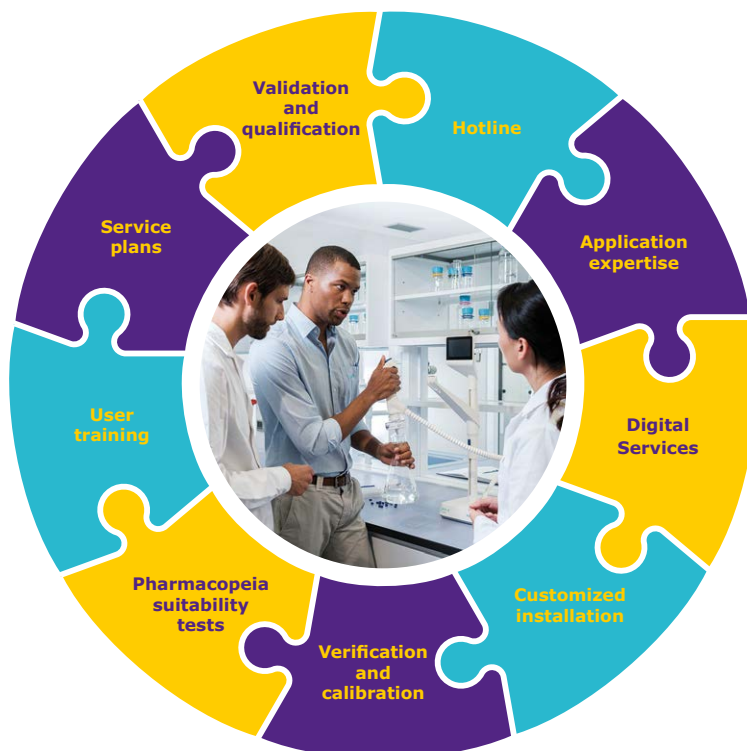 Validation
and
qualification
Hotline
Application
expertise
Digital
Services
Customized
installation
Verification
and
calibration
Pharmacopeia
suitability
tests
User
training
Service
plans